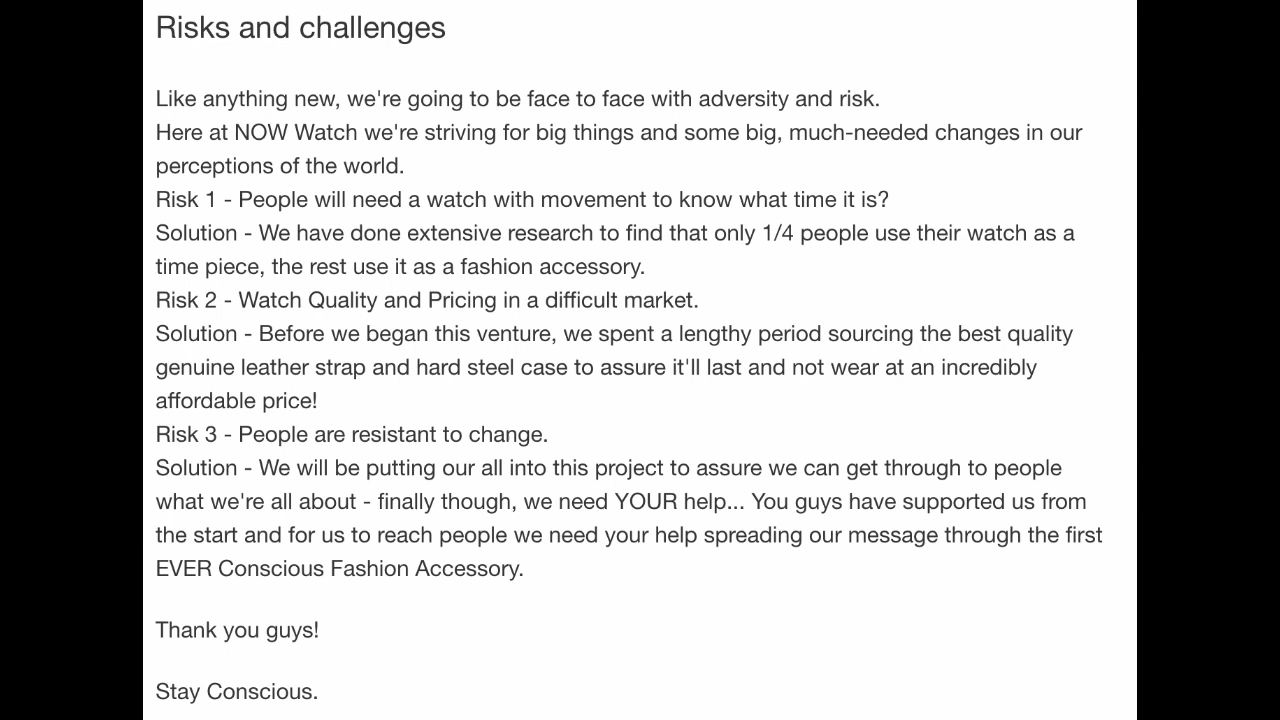 Risks and challenges
Like anything new, we're going to be face to face with adversity and risk.
Here at NOW Watch we're striving for big things and some big, much-needed changes in our
perceptions of the world.
Risk 1 - People will need a watch with movement to know what time it is?
Solution - We have done extensive research to find that only 1/4 people use their watch as a
time piece, the rest use it as a fashion accessory.
Risk 2 - Watch Quality and Pricing in a difficult market.
Solution - Before we began this venture, we spent a lengthy period sourcing the best quality
genuine leather strap and hard steel case to assure it'll last and not wear at an incredibly
affordable price!
Risk 3 - People are resistant to change.
Solution - We will be putting our all into this project to assure we can get through to people
what we're all about - finally though, we need YOUR help... You guys have supported us from
the start and for us to reach people we need your help spreading our message through the first
EVER Conscious Fashion Accessory.
Thank you guys!
Stay Conscious.